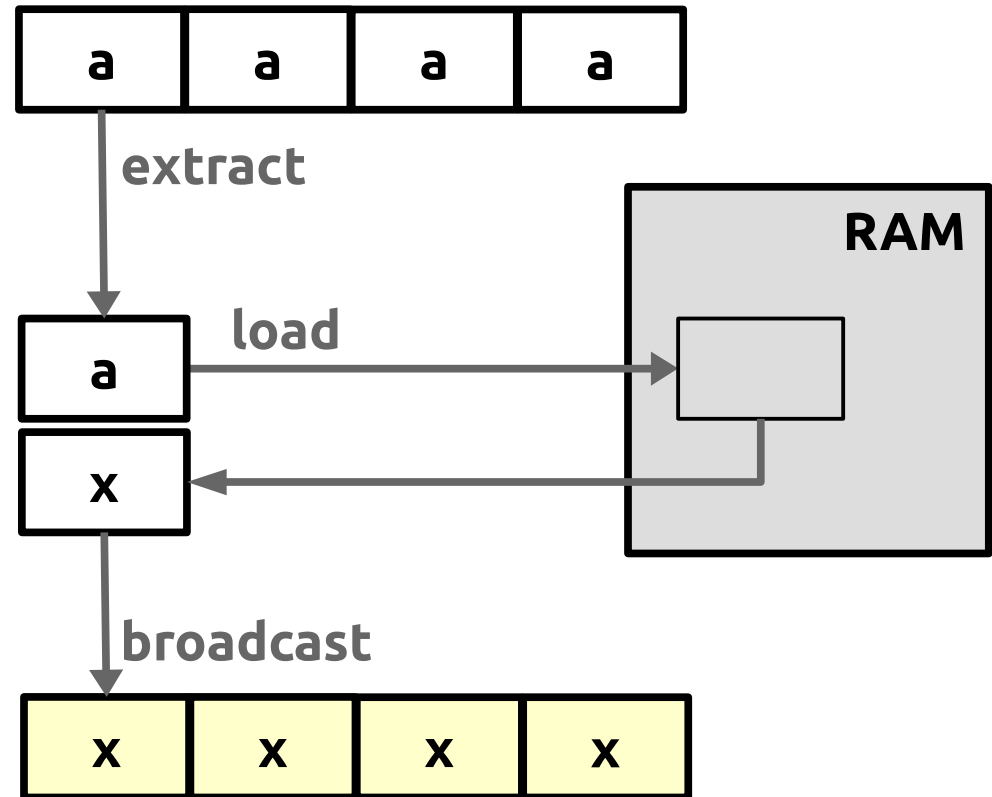 a a a a
extract
RAM
load
a
x
broadcast
x x x x